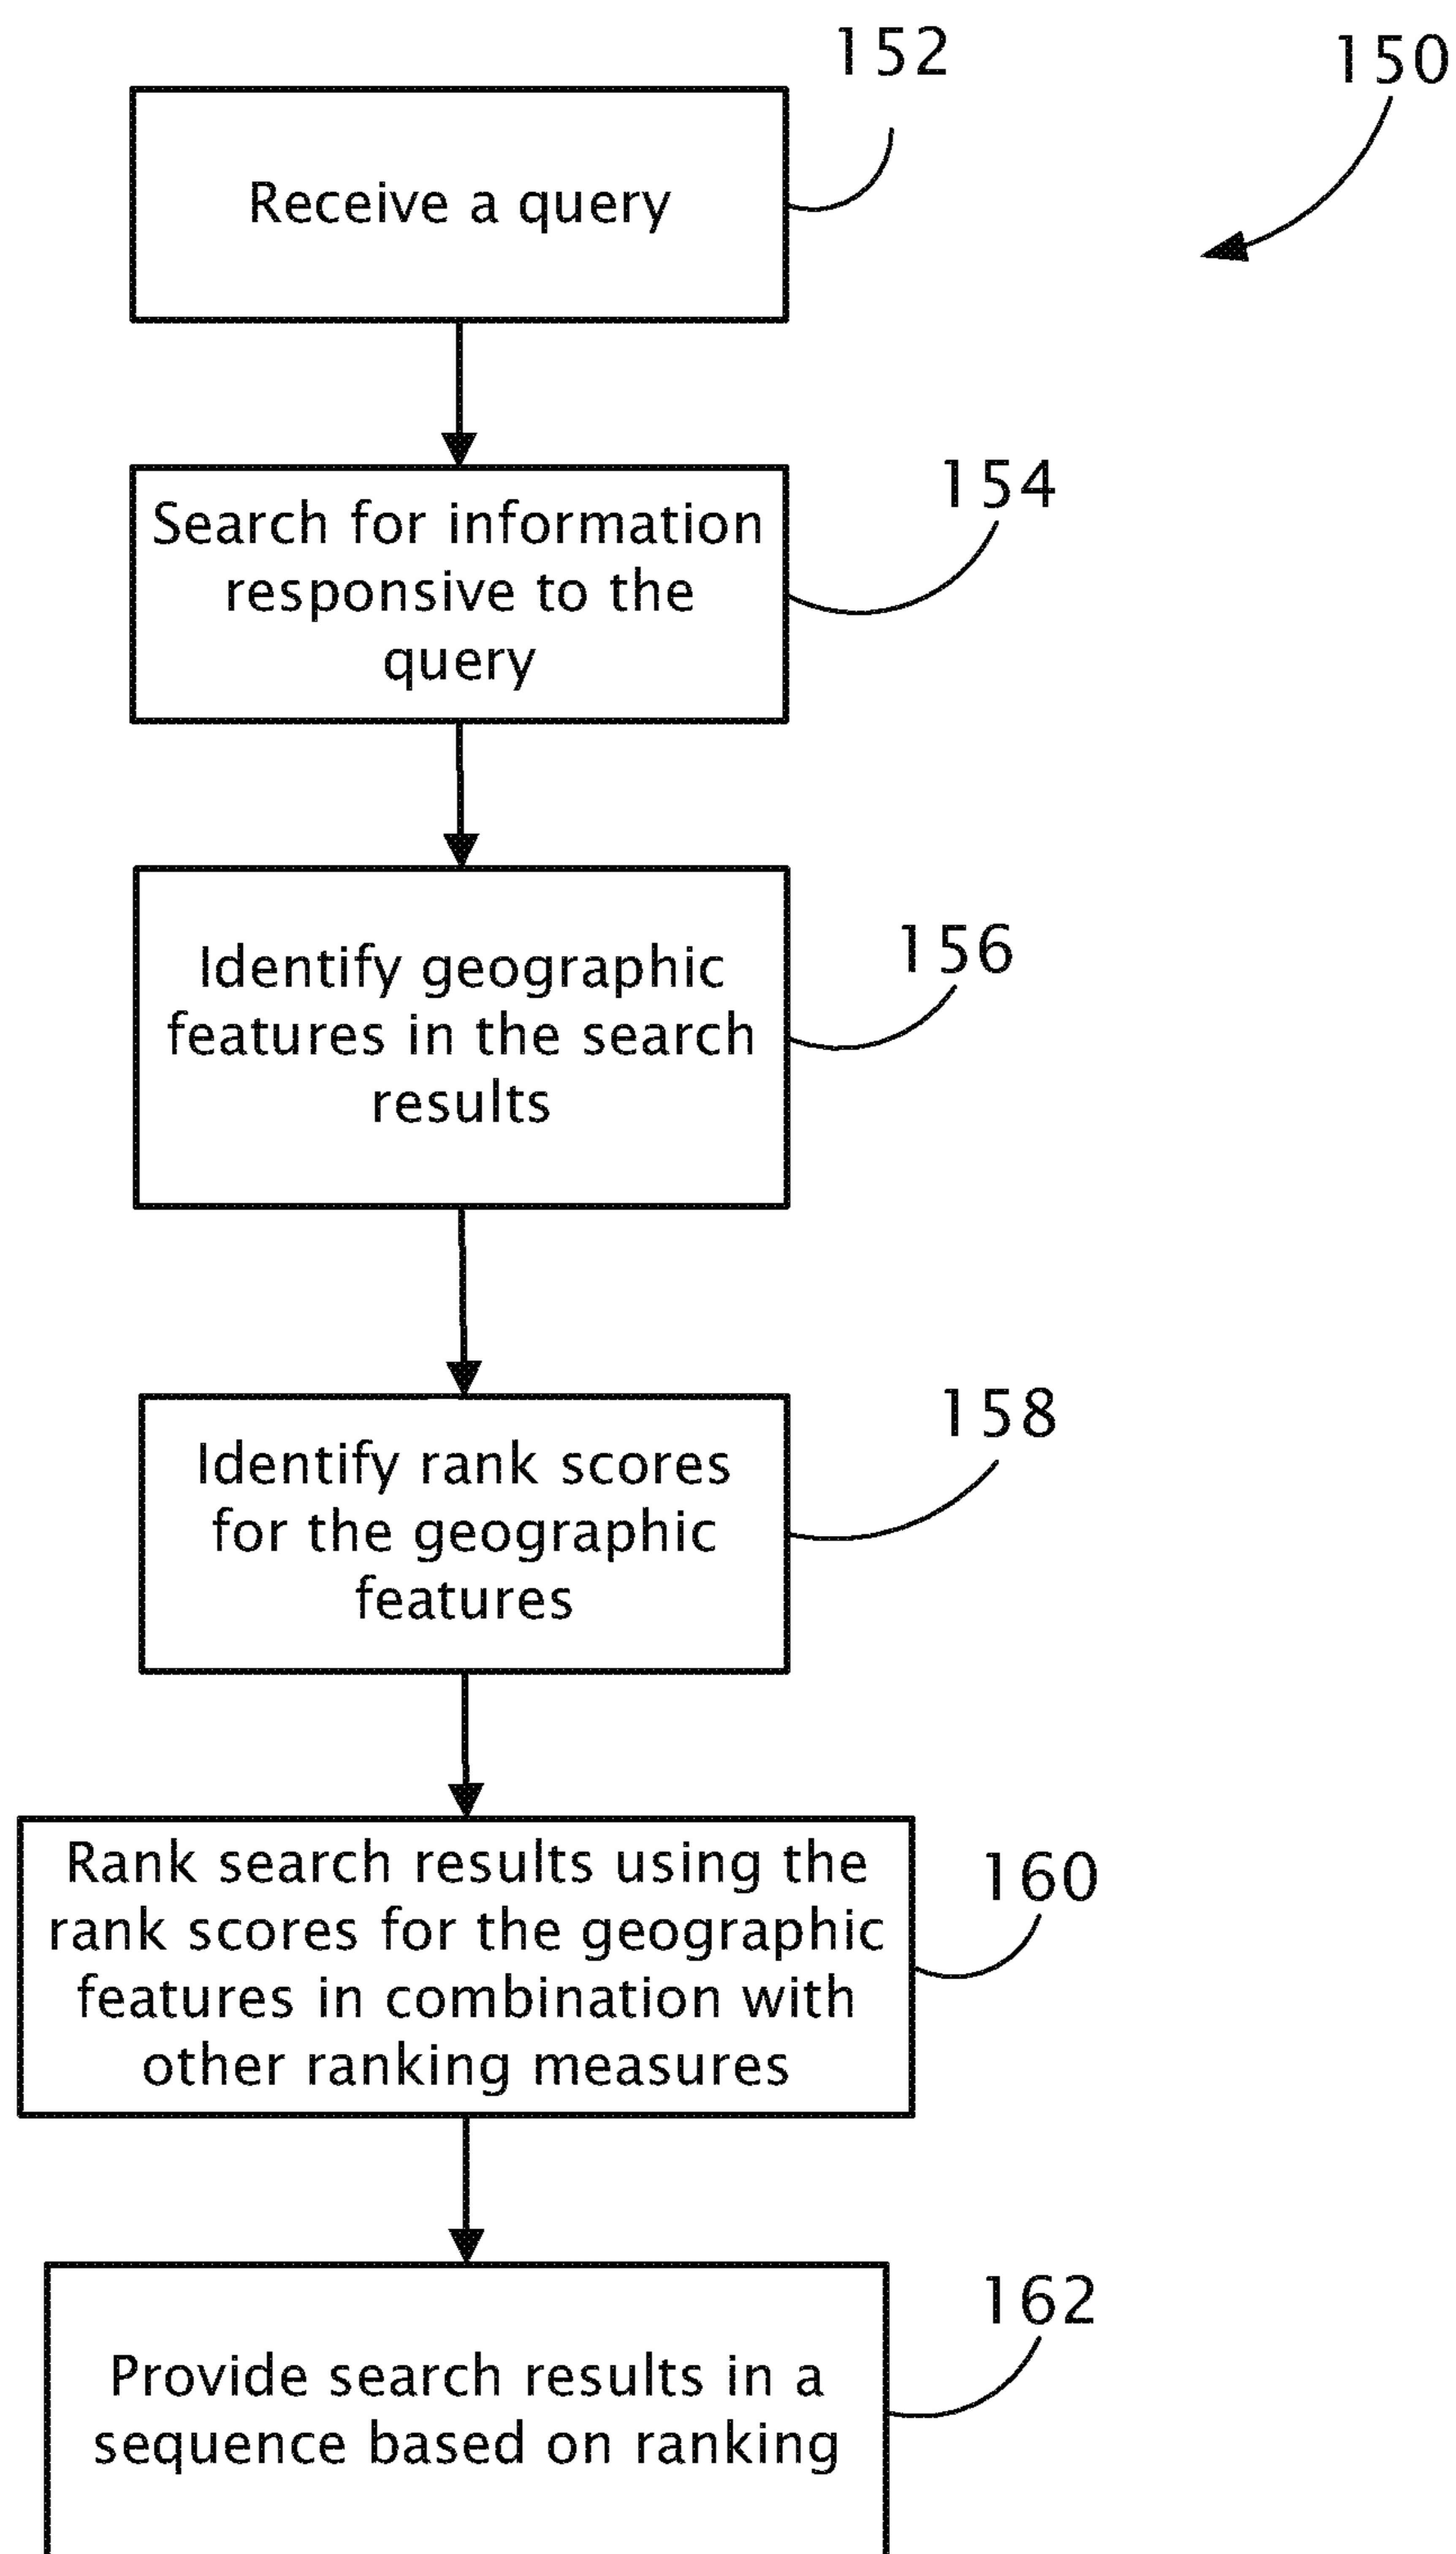 152
150
Receive a query
154
Search for information
responsive to the
query
156
Identify geographic
features in the search
results
158
Identify rank scores
for the geographic
features
160
Rank search results using the
rank scores for the geographic
features in combination with
other ranking measures
162
Provide search results in a
sequence based on ranking